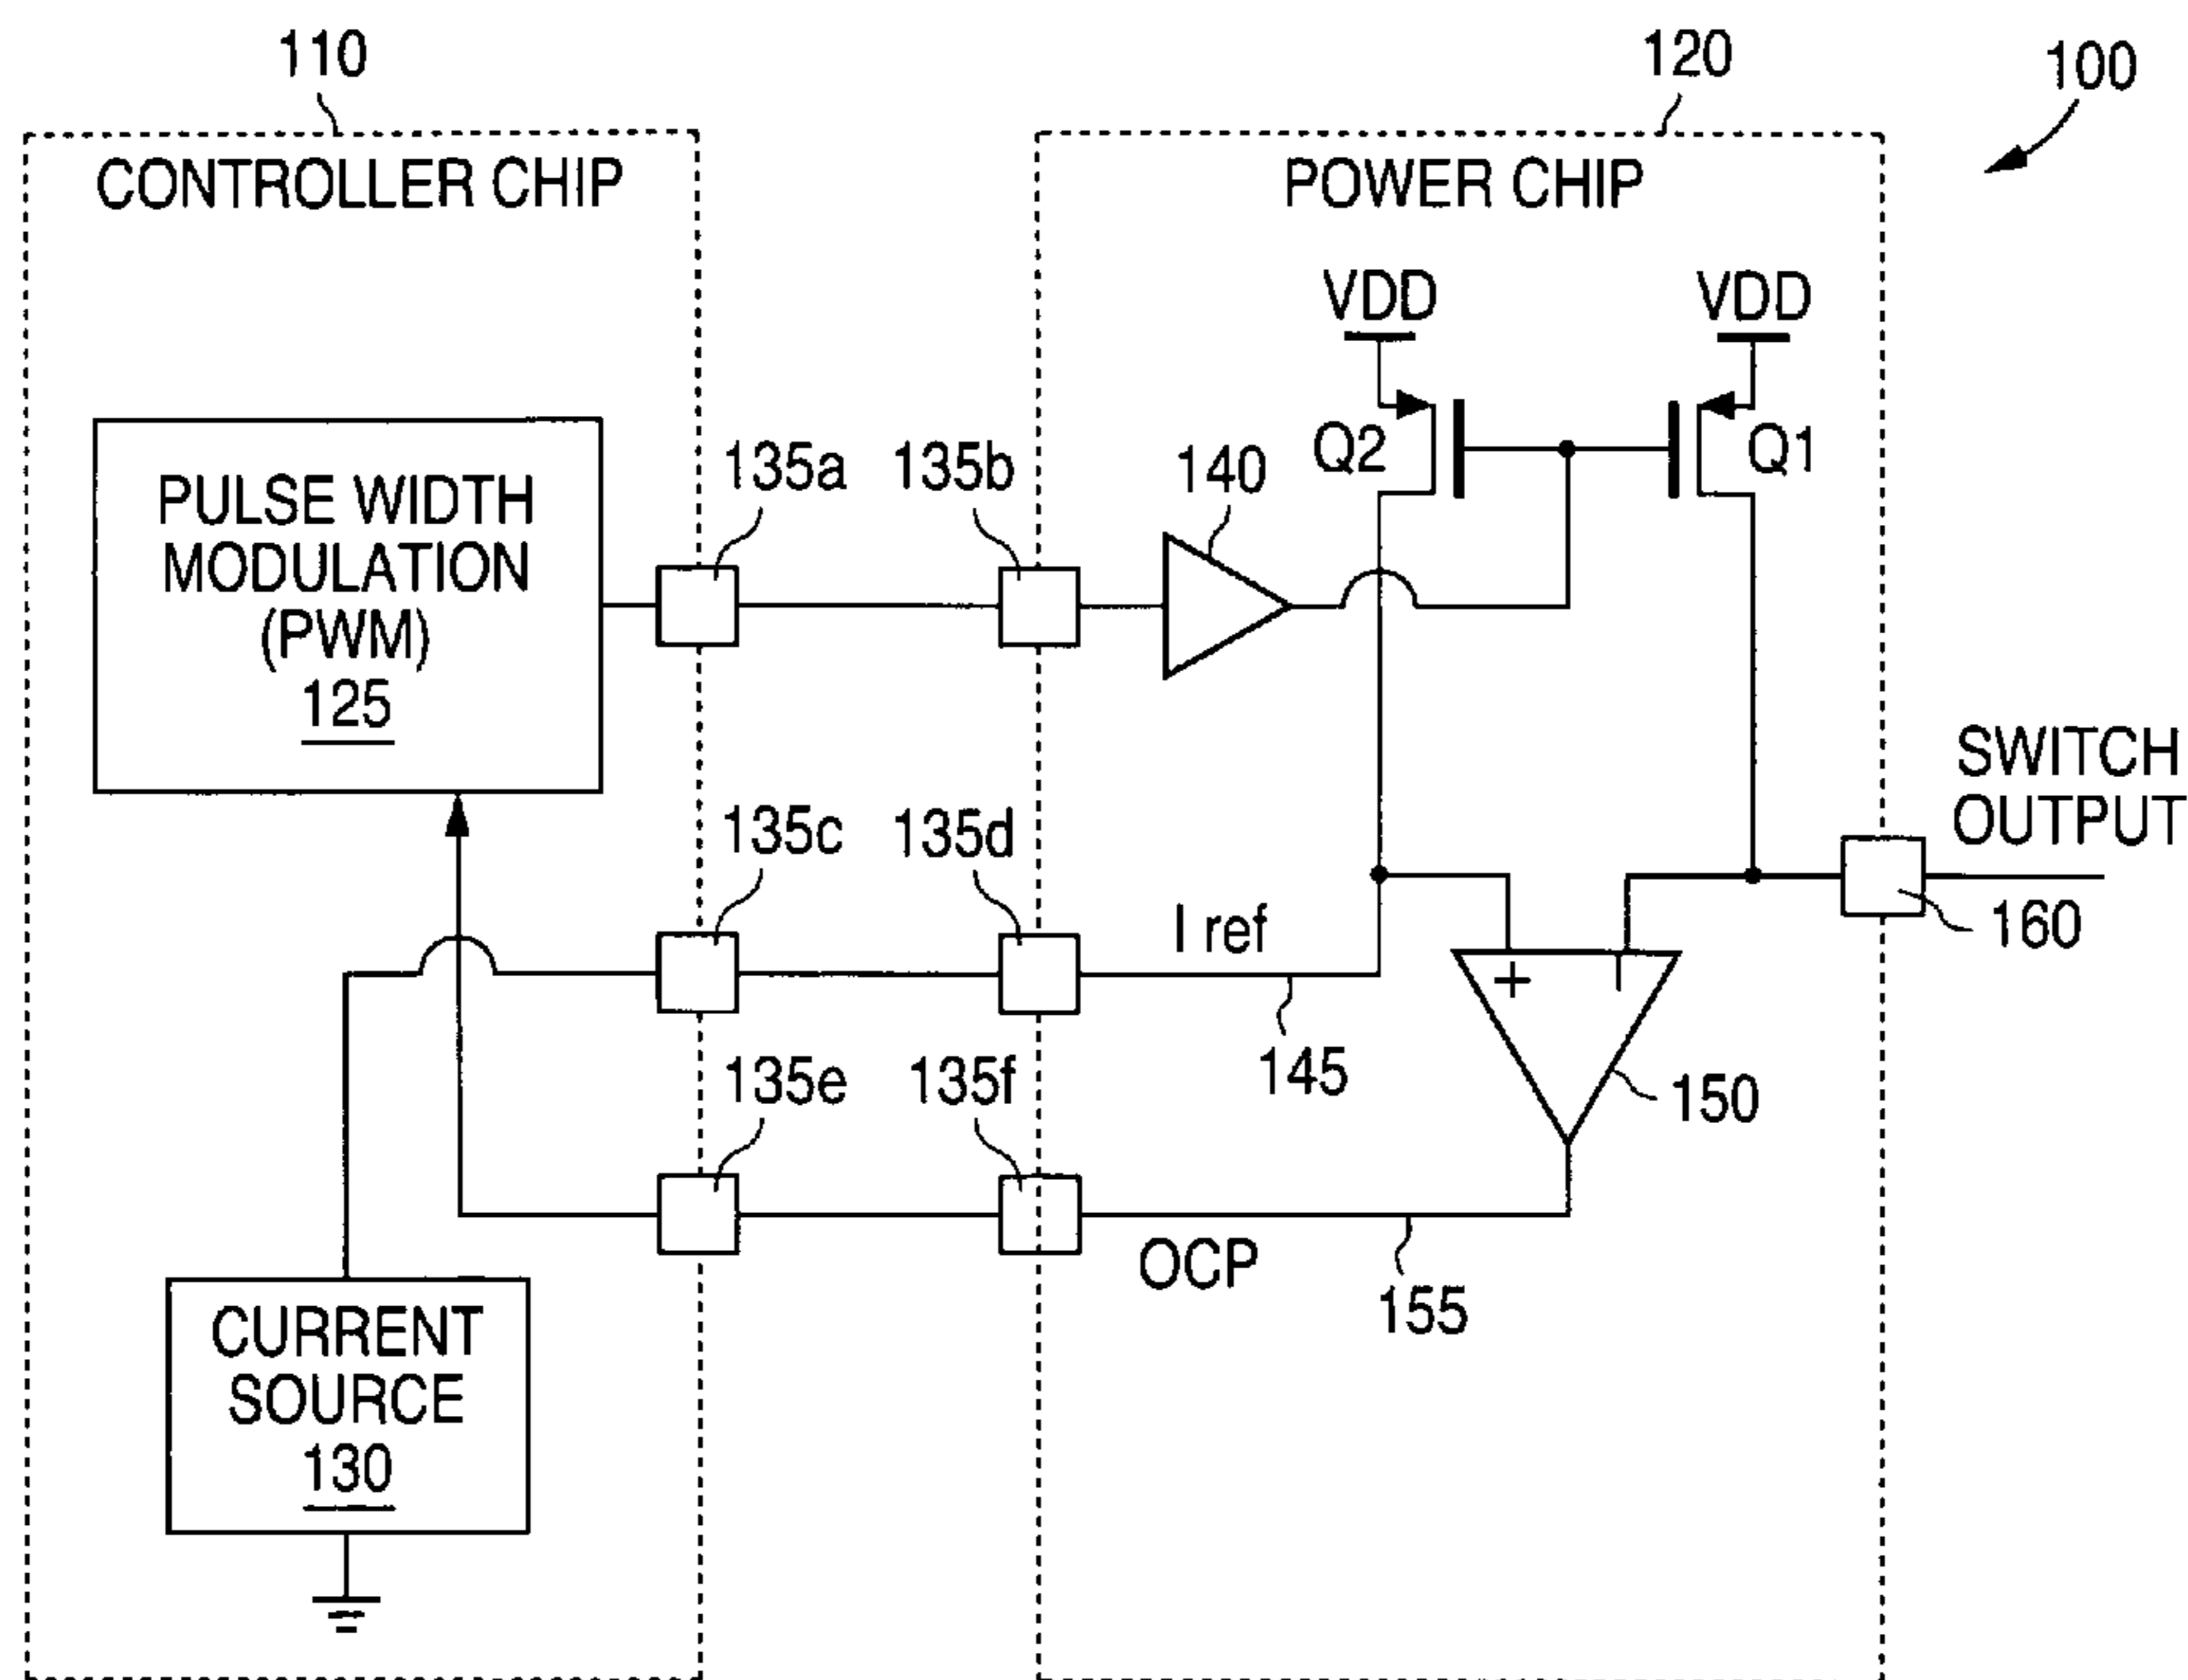 110
120
100
CONTROLLER CHIP
POWER CHIP
VDD
VDD
Q2
Q1
PULSE WIDTH
MODULATION
(PWM)
125
135a
135b
140
SWITCH
OUTPUT
135c
135d
I ref
160
+
−
145
150
135e
135f
OCP
155
CURRENT
SOURCE
130